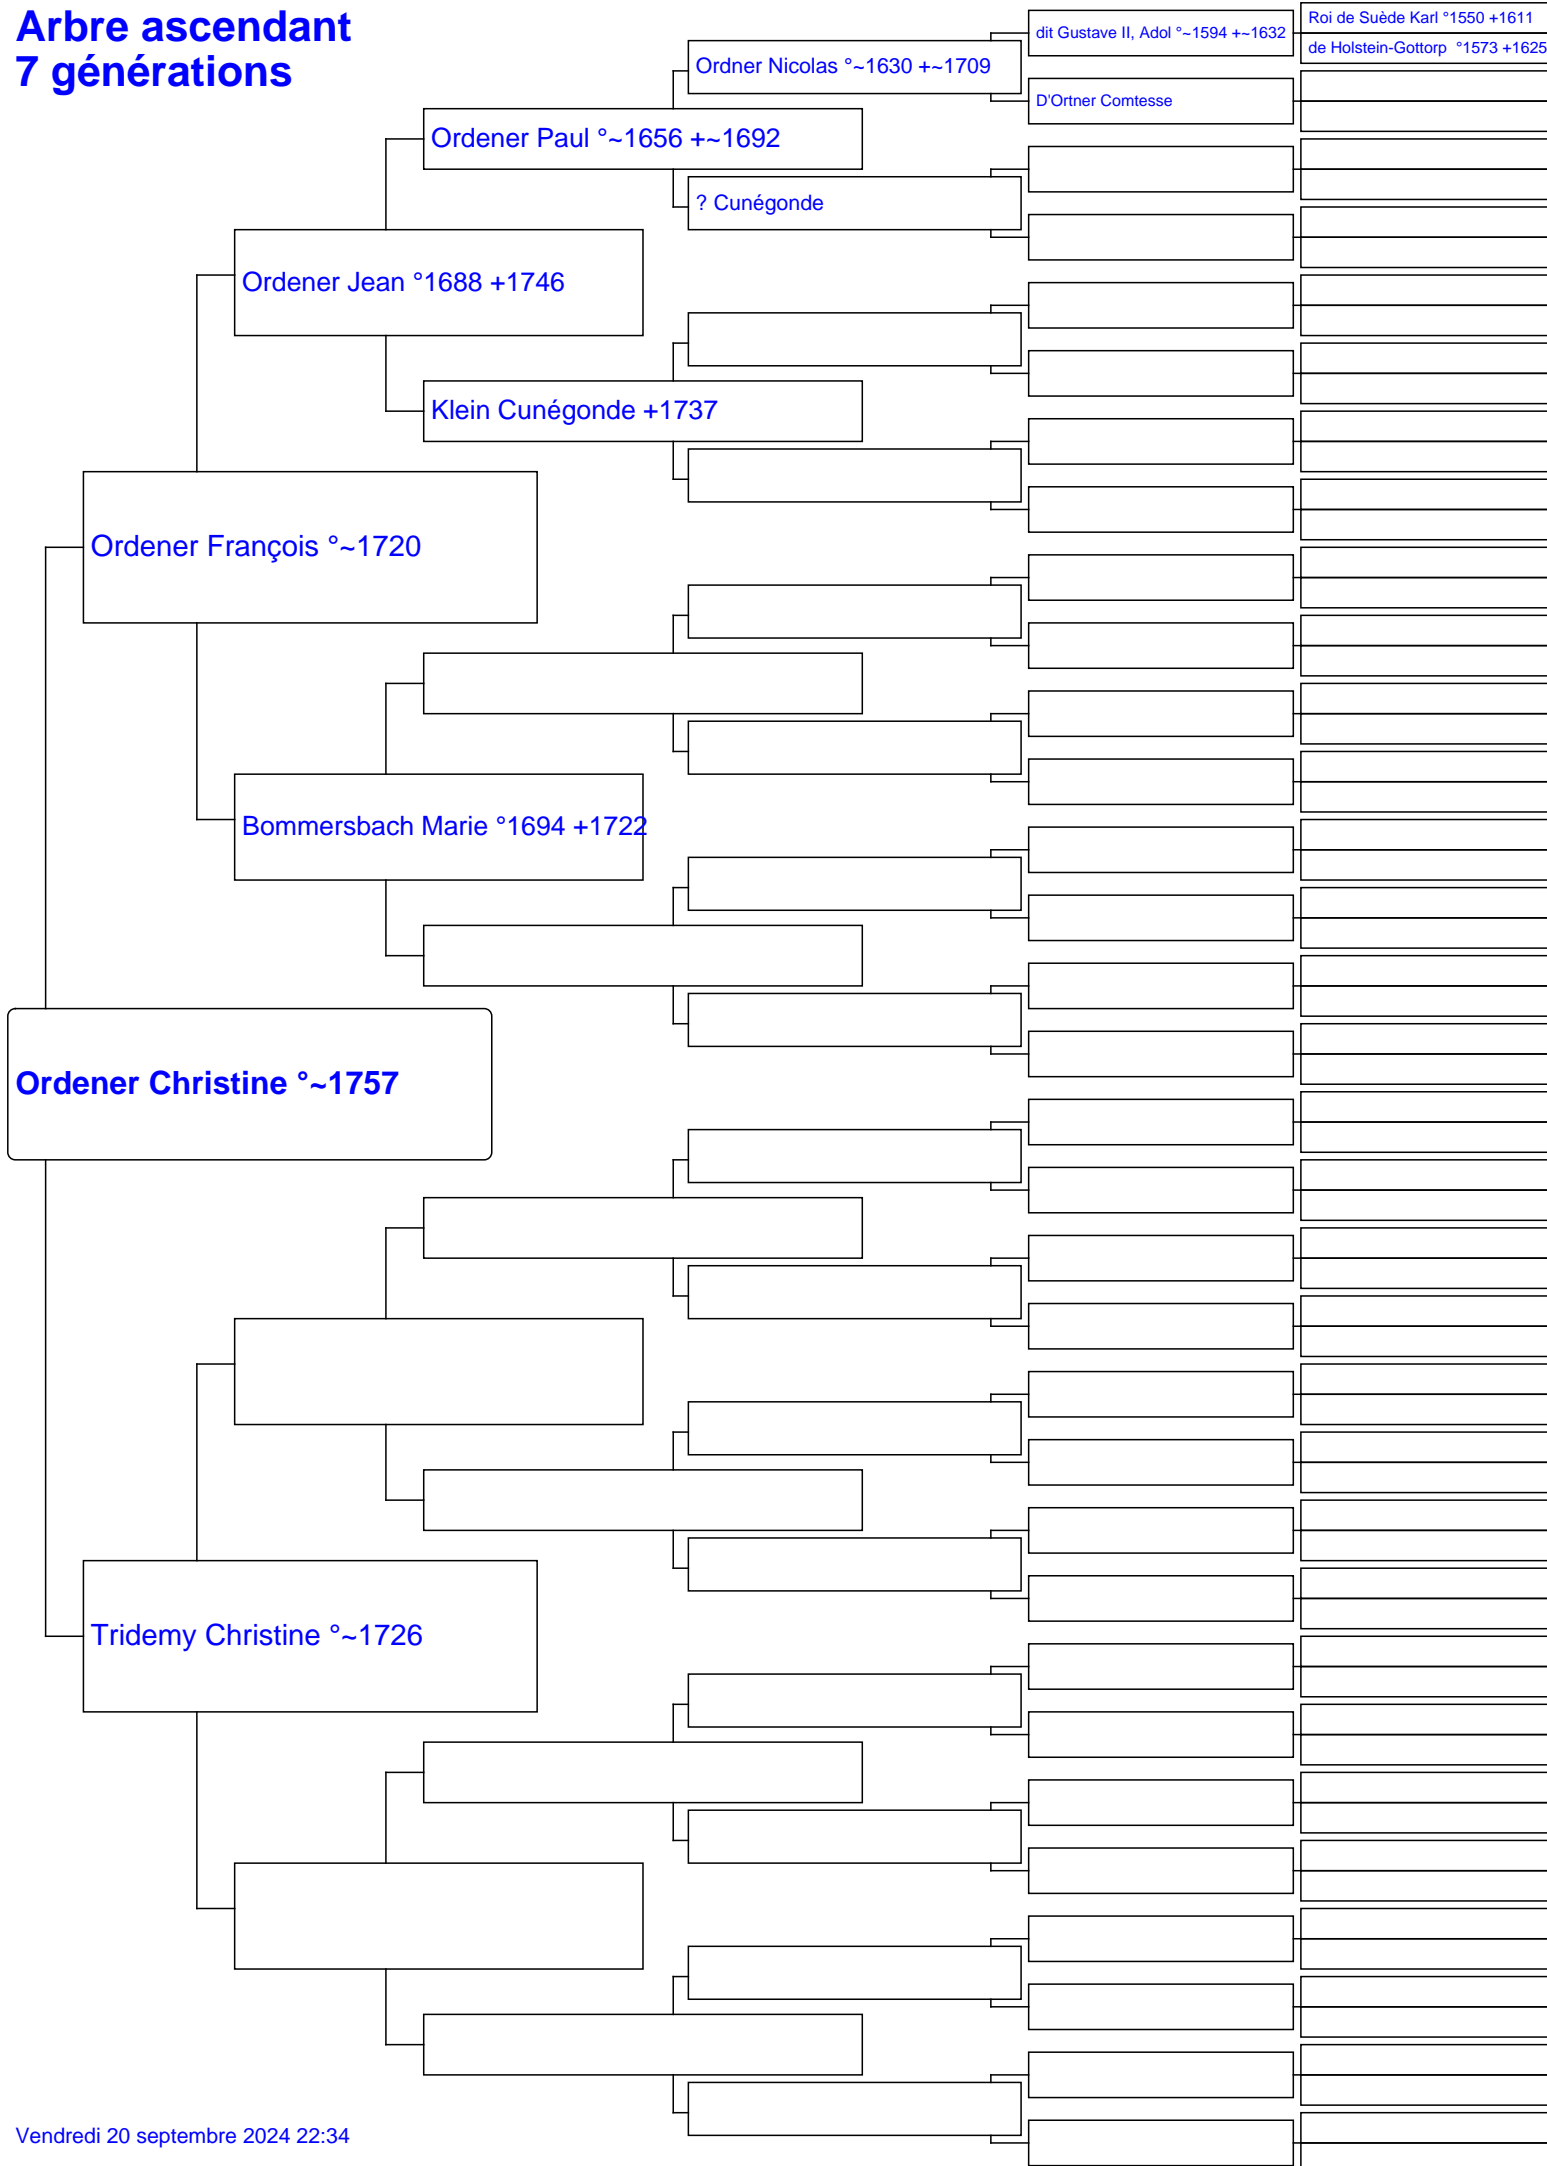 Arbre ascendant
7 générations
Roi de Suède Karl °1550 +1611
dit Gustave II, Adol °~1594 +~1632
de Holstein-Gottorp °1573 +1625
Ordner Nicolas °~1630 +~1709
D'Ortner Comtesse
Ordener Paul °~1656 +~1692
? Cunégonde
Ordener Jean °1688 +1746
Klein Cunégonde +1737
Ordener François °~1720
Bommersbach Marie °1694 +1722
Ordener Christine °~1757
Tridemy Christine °~1726
Vendredi 20 septembre 2024 22:34